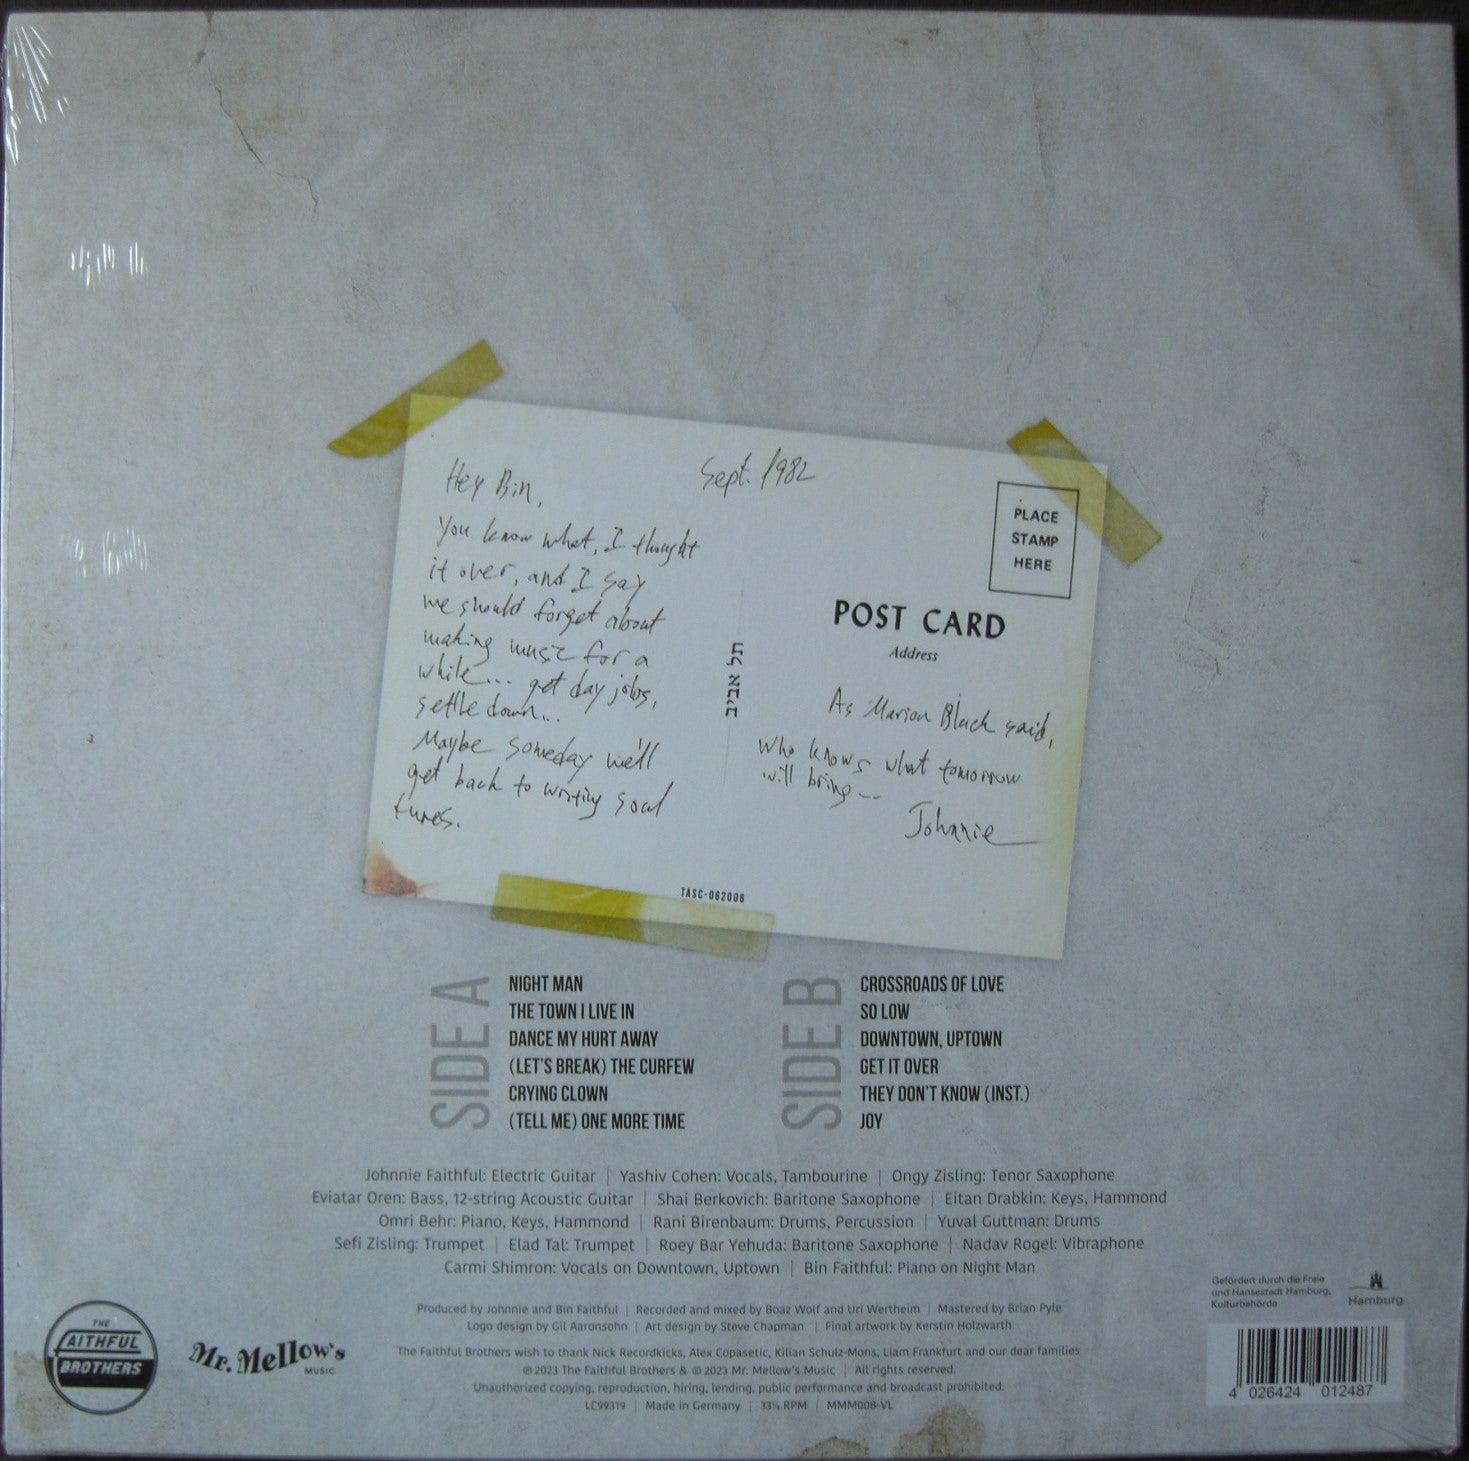 Hey Bin,
Sept. 1982
You know what, I thought
it over, and I say
we should forget about
making music for a
while... get day jobs,
settle down...
Maybe someday we'll
get back to writing soul
tunes.
PLACE
STAMP
HERE
POST CARD
Address
תל אביב
As Marion Black said,
Who knows what tomorrow
will bring...
Johnnie
TASC-062008
SIDE A
NIGHT MAN
THE TOWN I LIVE IN
DANCE MY HURT AWAY
(LET'S BREAK) THE CURFEW
CRYING CLOWN
(TELL ME) ONE MORE TIME
SIDE B
CROSSROADS OF LOVE
SO LOW
DOWNTOWN, UPTOWN
GET IT OVER
THEY DON'T KNOW (INST.)
JOY
Johnnie Faithful: Electric Guitar | Yashiv Cohen: Vocals, Tambourine | Ongy Zisling: Tenor Saxophone
Eviatar Oren: Bass, 12-string Acoustic Guitar | Shai Berkovich: Baritone Saxophone | Eitan Drabkin: Keys, Hammond
Omri Behr: Piano, Keys, Hammond | Rani Birenbaum: Drums, Percussion | Yuval Guttman: Drums
Sefi Zisling: Trumpet | Elad Tal: Trumpet | Roey Bar Yehuda: Baritone Saxophone | Nadav Rogel: Vibraphone
Carmi Shimron: Vocals on Downtown, Uptown | Bin Faithful: Piano on Night Man
Produced by Johnnie and Bin Faithful | Recorded and mixed by Boaz Wolf and Uri Wertheim | Mastered by Brian Pyle
Logo design by Gil Aaronsohn | Art design by Steve Chapman | Final artwork by Kerstin Holzwarth
The Faithful Brothers wish to thank Nick Recordkicks, Alex Copasetic, Kilian Schulz-Mons, Liam Frankfurt and our dear families
℗ 2023 The Faithful Brothers & © 2023 Mr. Mellow's Music | All rights reserved.
Unauthorized copying, reproduction, hiring, lending, public performance and broadcast prohibited.
LC99319 | Made in Germany | 33⅓ RPM | MMM008-VL
THE
FAITHFUL
BROTHERS
Mr. Mellow's
MUSIC
Gefördert durch die Freie
und Hansestadt Hamburg,
Kulturbehörde
Hamburg
4 026424 012487